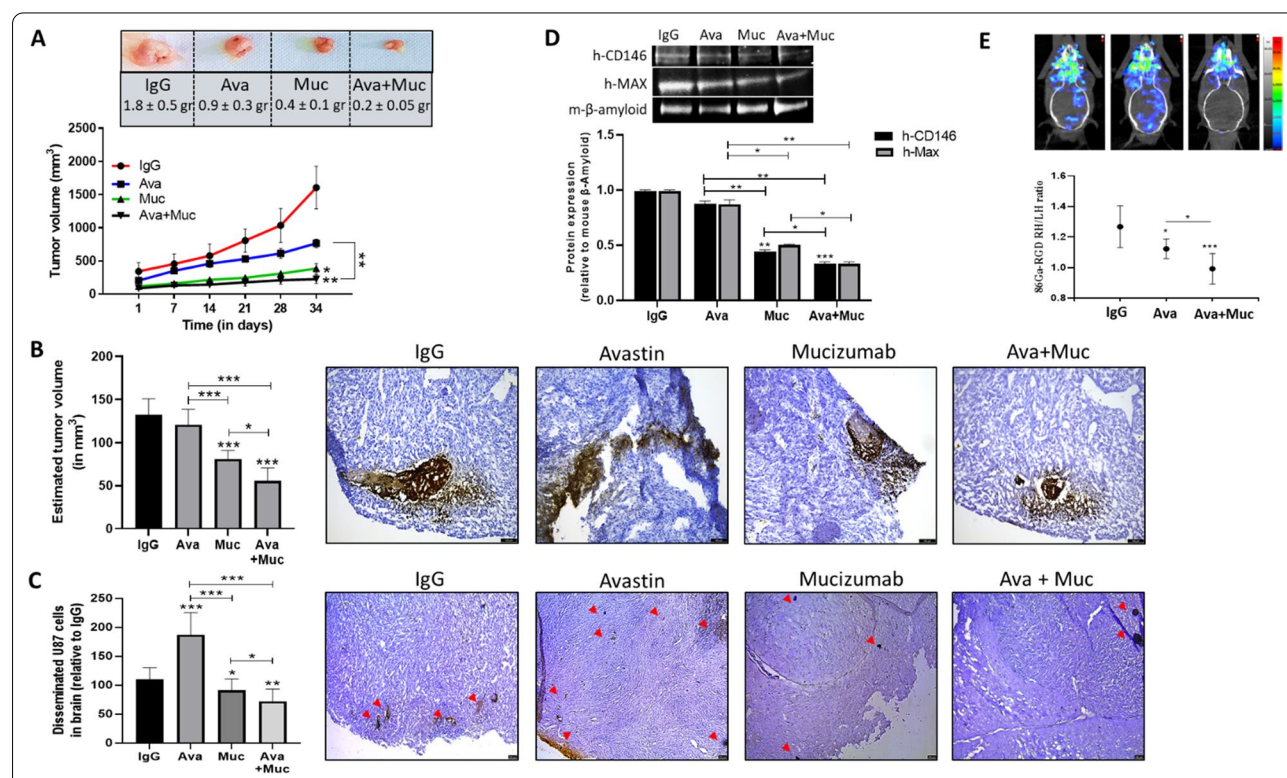 A
IgG
Ava
Muc
Ava+Muc
1.8 ± 0.5 gr
0.9 ± 0.3 gr
0.4 ± 0.1 gr
0.2 ± 0.05 gr
Tumor volume (mm³)
2500
2000
1500
1000
500
0
IgG
Ava
Muc
Ava+Muc
**
*
**
1 7 14 21 28 34
Time (in days)
D
IgG Ava Muc Ava+Muc
h-CD146
h-MAX
m-β-amyloid
Protein expression
(relative to mouse β-Amyloid)
1.5
1.0
0.5
0.0
h-CD146
h-Max
**
*
**
**
*
*
**
***
IgG Ava Muc Ava+Muc
E
86Ga-RGD RH/LH ratio
1.6
1.4
1.2
1.0
0.8
*
*
***
IgG Ava Ava+Muc
B
Estimated tumor volume
(in mm³)
200
150
100
50
0
***
***
*
***
***
IgG Ava Muc Ava
+Muc
IgG
Avastin
Mucizumab
Ava+Muc
C
Disseminated U87 cells
in brain (relative to IgG)
300
250
200
150
100
50
0
***
***
***
*
*
**
IgG Ava Muc Ava
+Muc
IgG
Avastin
Mucizumab
Ava + Muc